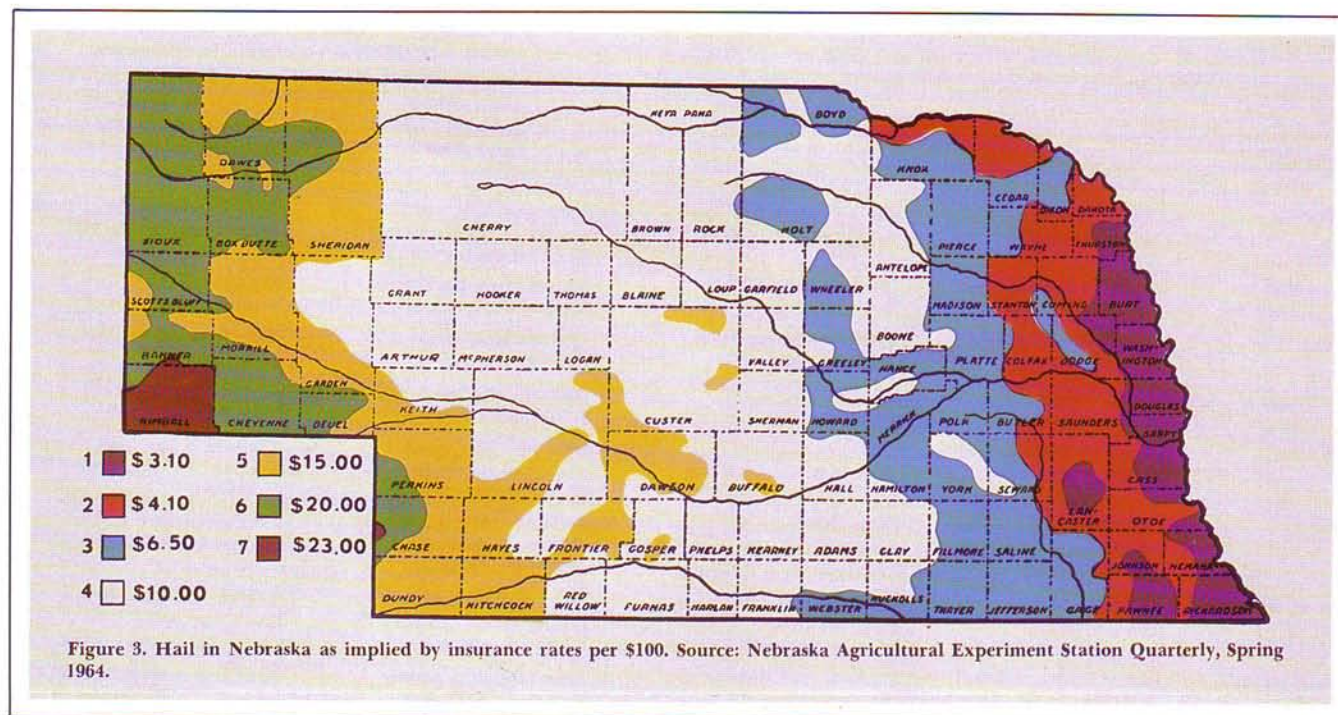 KEYA PAHA
BOYD
DAWES
KNOX
CEDAR
DIXON
DAKOTA
SIOUX
BOX BUTTE
SHERIDAN
CHERRY
BROWN
ROCK
HOLT
PIERCE
WAYNE
THURSTON
ANTELOPE
SCOTTS BLUFF
GRANT
HOOKER
THOMAS
BLAINE
LOUP
GARFIELD
WHEELER
MADISON
STANTON
CUMING
BURT
BANNER
MORRILL
GARDEN
ARTHUR
McPHERSON
LOGAN
VALLEY
GREELEY
BOONE
NANCE
PLATTE
COLFAX
DODGE
WASH-
INGTON
KIMBALL
CHEYENNE
DEUEL
KEITH
CUSTER
SHERMAN
HOWARD
MERRICK
POLK
BUTLER
SAUNDERS
DOUGLAS
SARPY
PERKINS
LINCOLN
DAWSON
BUFFALO
HALL
HAMILTON
YORK
SEWARD
LAN-
CASTER
CASS
OTOE
CHASE
HAYES
FRONTIER
GOSPER
PHELPS
KEARNEY
ADAMS
CLAY
FILLMORE
SALINE
JOHNSON
NEMAHA
DUNDY
HITCHCOCK
RED
WILLOW
FURNAS
HARLAN
FRANKLIN
WEBSTER
NUCKOLLS
THAYER
JEFFERSON
GAGE
PAWNEE
RICHARDSON
1 $3.10
2 $4.10
3 $6.50
4 $10.00
5 $15.00
6 $20.00
7 $23.00
Figure 3. Hail in Nebraska as implied by insurance rates per $100. Source: Nebraska Agricultural Experiment Station Quarterly, Spring
1964.